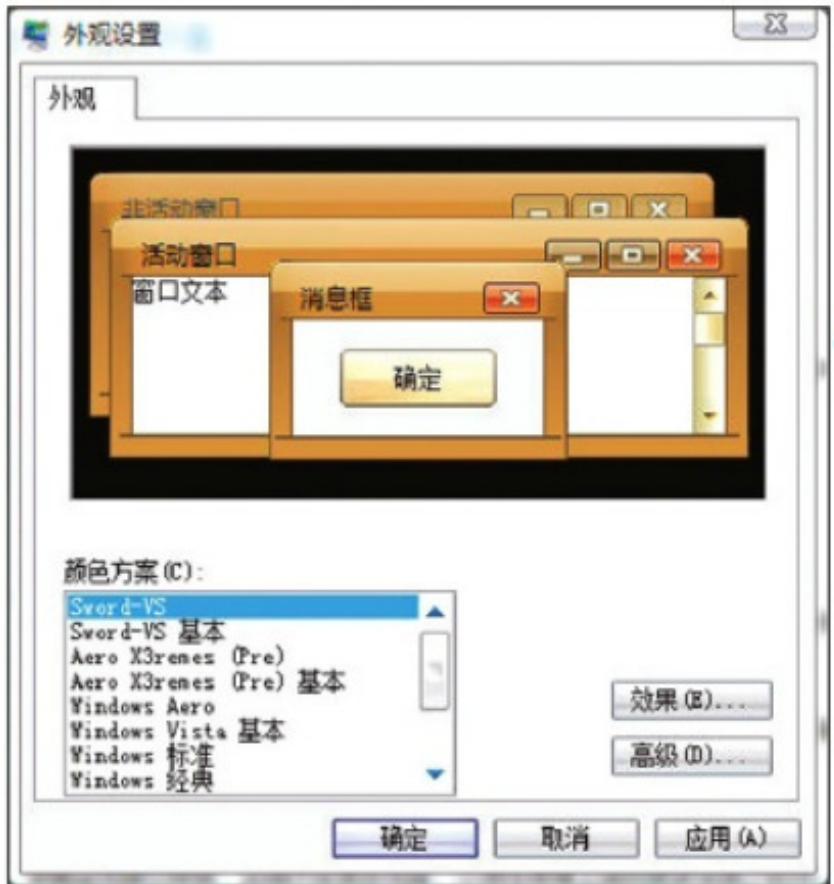 外观设置
外观
非活动窗口
活动窗口
窗口文本
消息框
确定
颜色方案(C):
Sword-VS
Sword-VS 基本
Aero X3remes (Pre)
Aero X3remes (Pre) 基本
Windows Aero
Windows Vista 基本
Windows 标准
Windows 经典
效果(E)...
高级(D)...
确定
取消
应用(A)